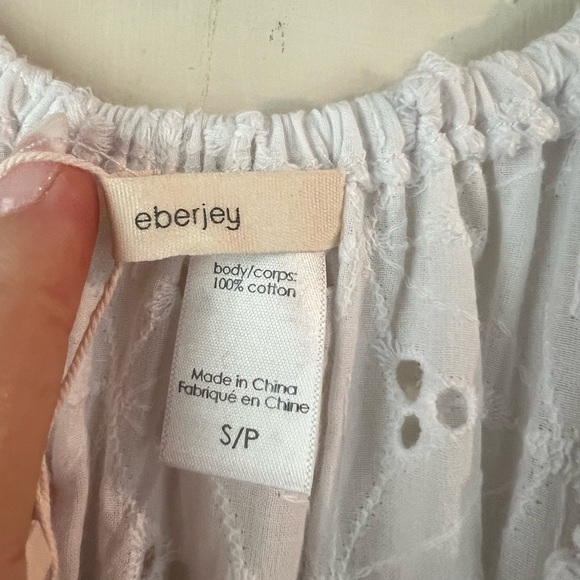 eberjey
body/corps:
100% cotton
Made in China
Fabriqué en Chine
S/P